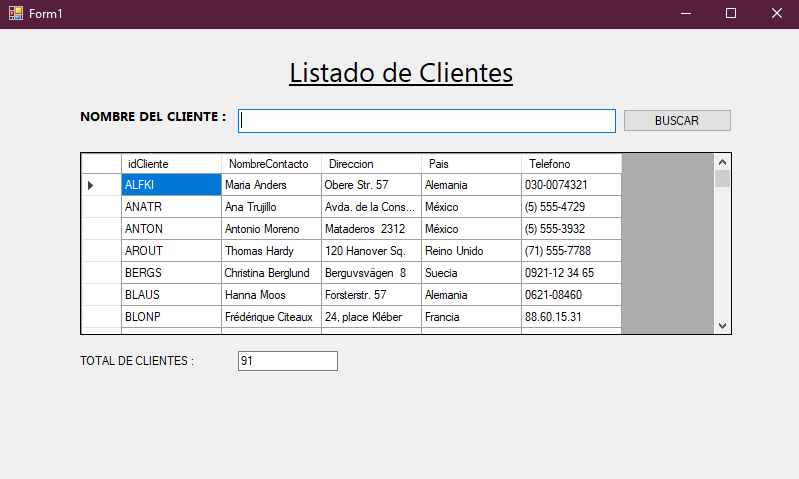 Form1
Listado de Clientes
NOMBRE DEL CLIENTE : BUSCAR
idCliente NombreContacto Direccion Pais Telefono
ALFKI Maria Anders Obere Str. 57 Alemania 030-0074321
ANATR Ana Trujillo Avda. de la Cons... México (5) 555-4729
ANTON Antonio Moreno Mataderos 2312 México (5) 555-3932
AROUT Thomas Hardy 120 Hanover Sq. Reino Unido (71) 555-7788
BERGS Christina Berglund Berguvsvägen 8 Suecia 0921-12 34 65
BLAUS Hanna Moos Forsterstr. 57 Alemania 0621-08460
BLONP Frédérique Citeaux 24, place Kléber Francia 88.60.15.31
TOTAL DE CLIENTES : 91